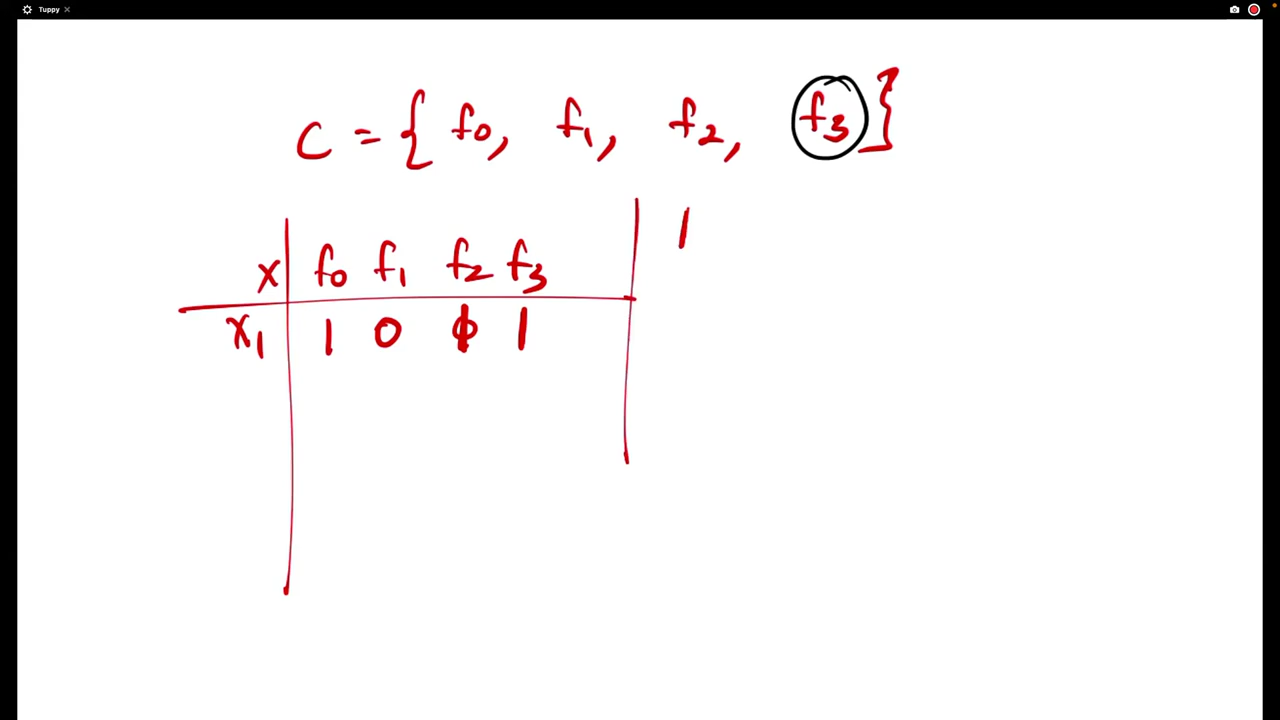 Tuppy
C = { f0, f1, f2, f3 }
1
x f0 f1 f2 f3
x1 1 0 ϕ 1